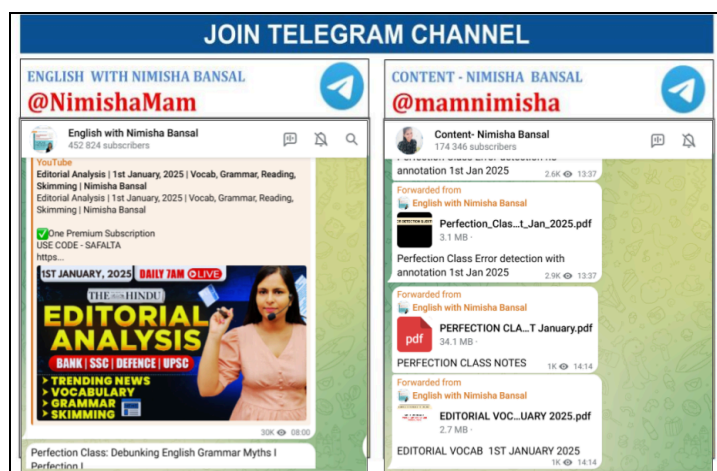 JOIN TELEGRAM CHANNEL
ENGLISH WITH NIMISHA BANSAL
@NimishaMam
English with Nimisha Bansal
452 824 subscribers
YouTube
Editorial Analysis | 1st January, 2025 | Vocab, Grammar, Reading,
Skimming | Nimisha Bansal
Editorial Analysis | 1st January, 2025 | Vocab, Grammar, Reading,
Skimming | Nimisha Bansal
✅One Premium Subscription
USE CODE - SAFALTA
https...
1ST JANUARY, 2025 DAILY 7AM LIVE
THE HINDU
EDITORIAL
ANALYSIS
BANK | SSC | DEFENCE | UPSC
TRENDING NEWS
VOCABULARY
GRAMMAR
SKIMMING
30K 08:00
Perfection Class: Debunking English Grammar Myths I
Perfection I
CONTENT - NIMISHA BANSAL
@mamnimisha
Content- Nimisha Bansal
174 346 subscribers
annotation 1st Jan 2025
2.6K 13:37
Forwarded from
English with Nimisha Bansal
Perfection_Clas...t_Jan_2025.pdf
3.1 MB ·
Perfection Class Error detection with
annotation 1st Jan 2025
2.9K 13:37
Forwarded from
English with Nimisha Bansal
pdf
PERFECTION CLA...T January.pdf
34.1 MB ·
PERFECTION CLASS NOTES
1K 14:14
Forwarded from
English with Nimisha Bansal
EDITORIAL VOC...UARY 2025.pdf
2.7 MB ·
EDITORIAL VOCAB 1ST JANUARY 2025
1K 14:14